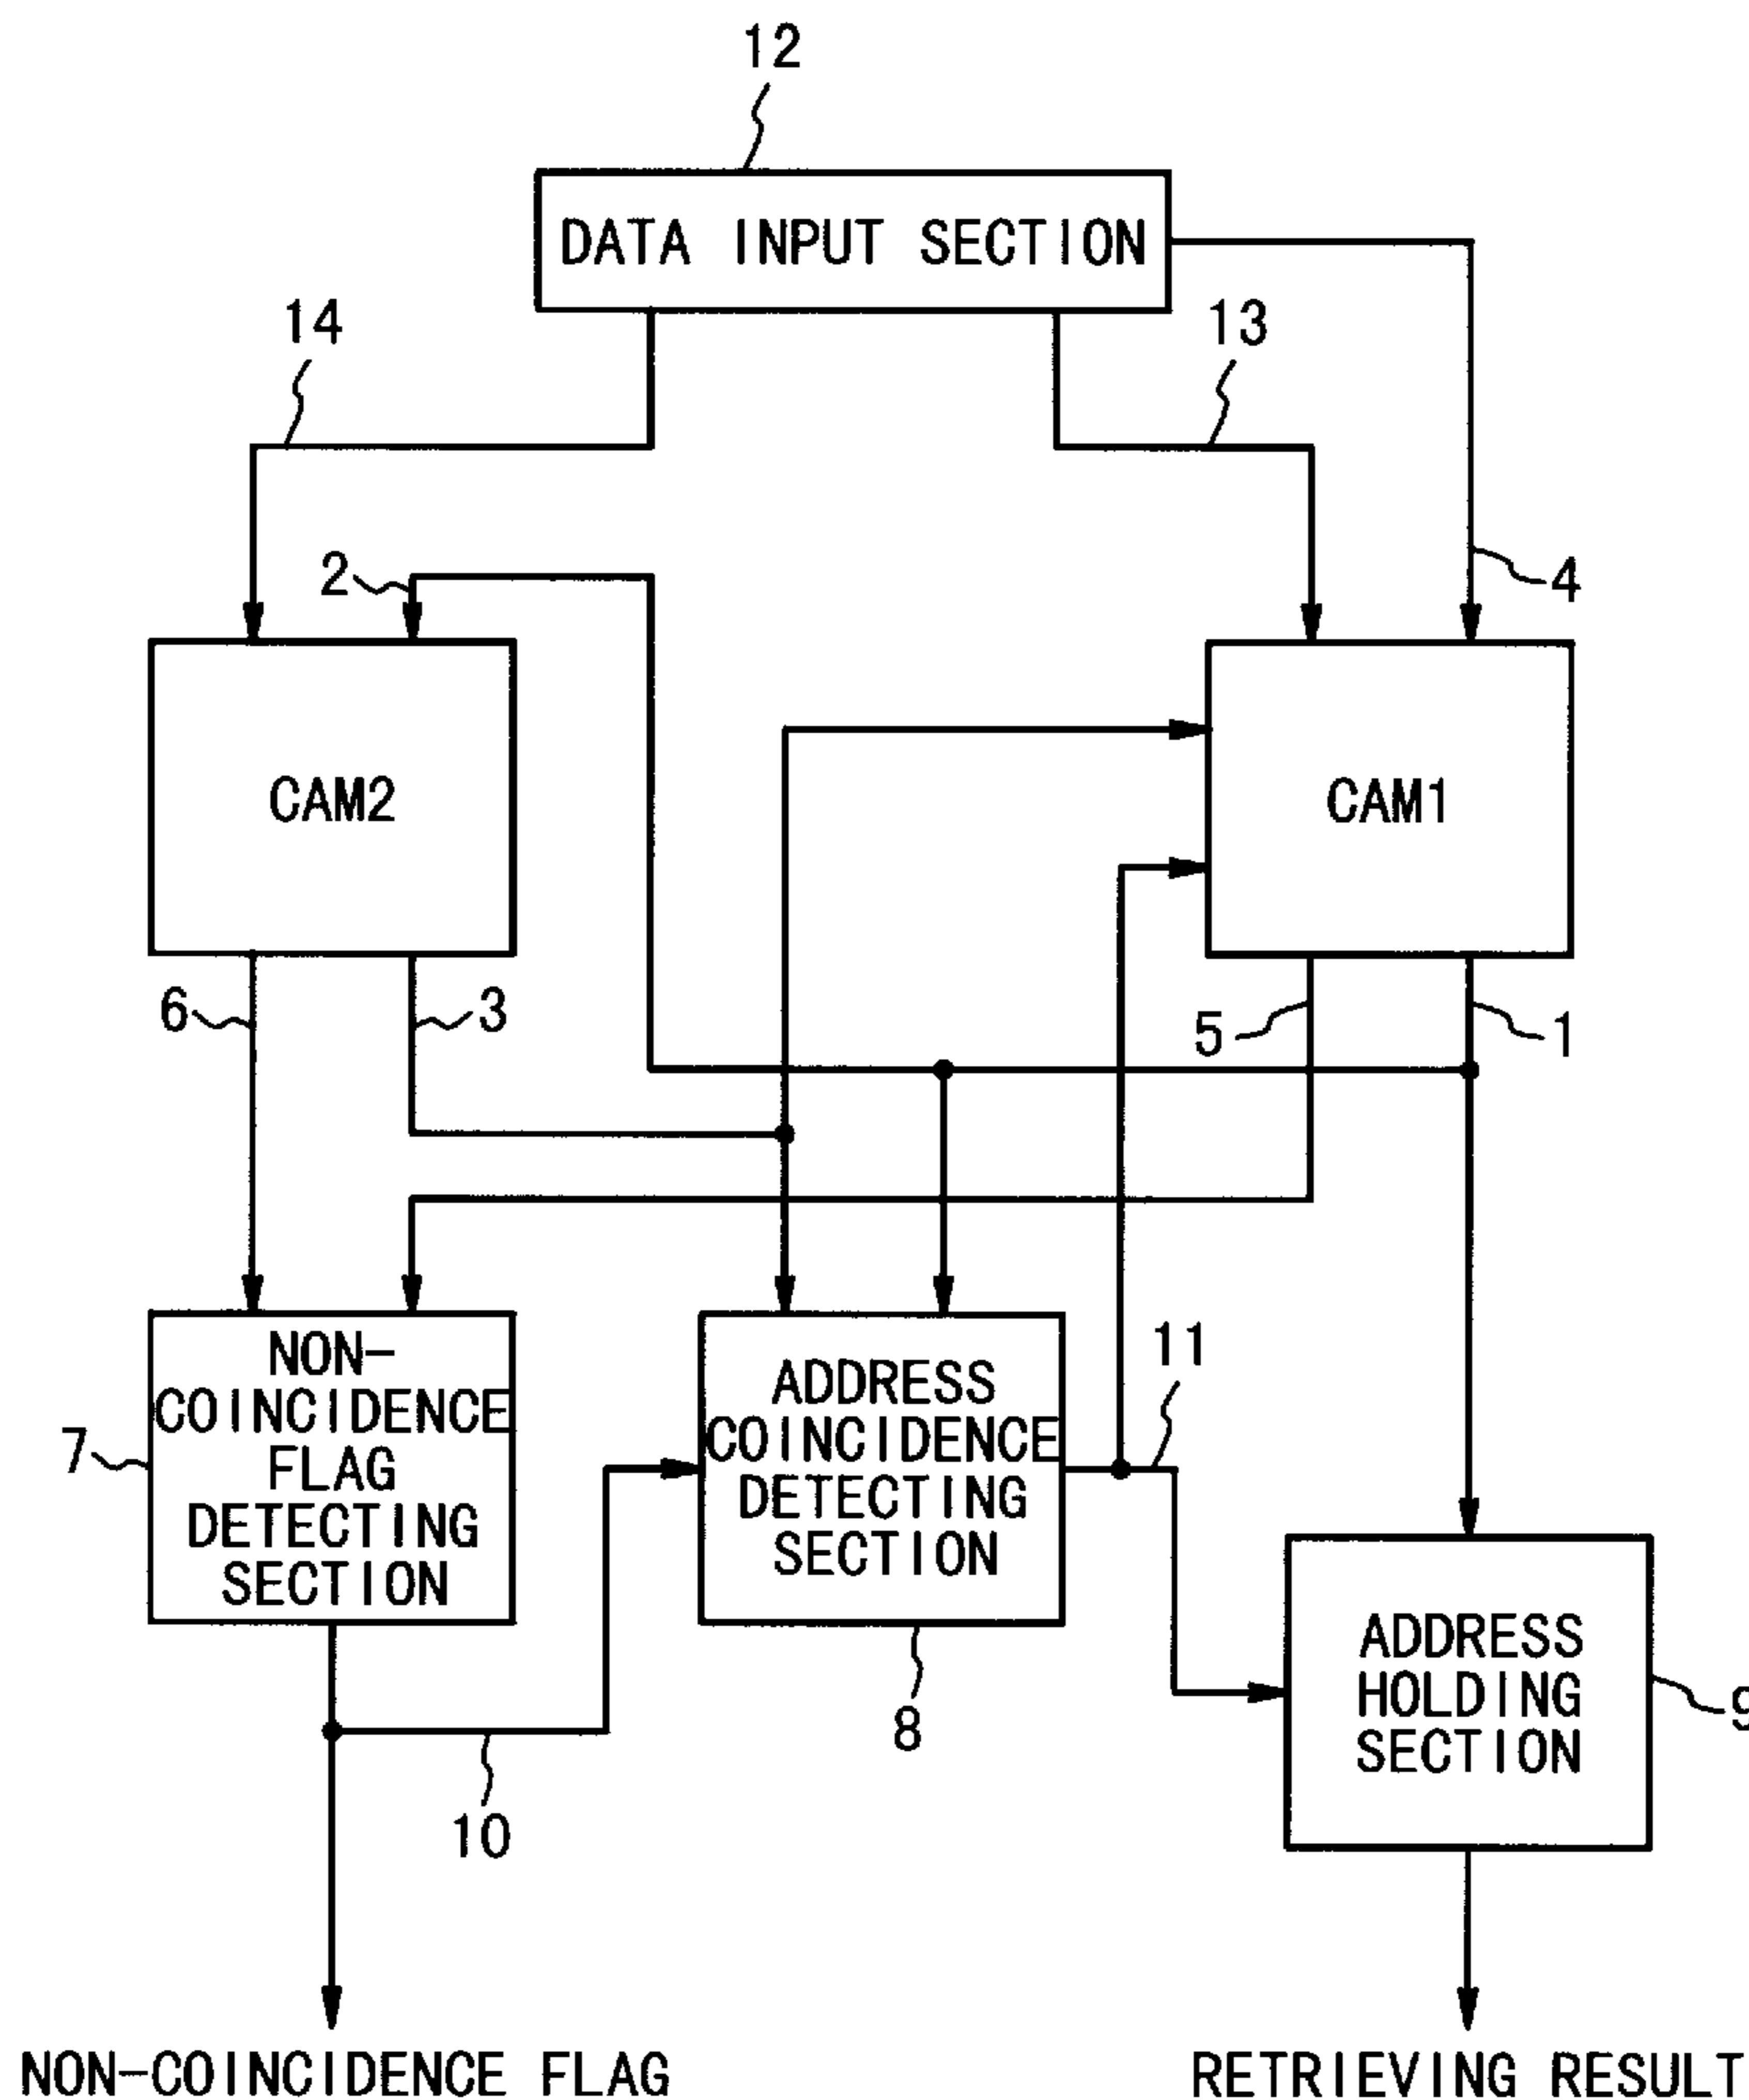 12
DATA INPUT SECTION
14
13
2
4
CAM2
CAM1
6
3
5
1
NON-
COINCIDENCE
FLAG
DETECTING
SECTION
7
ADDRESS
COINCIDENCE
DETECTING
SECTION
11
8
10
ADDRESS
HOLDING
SECTION
9
NON-COINCIDENCE FLAG
RETRIEVING RESULT